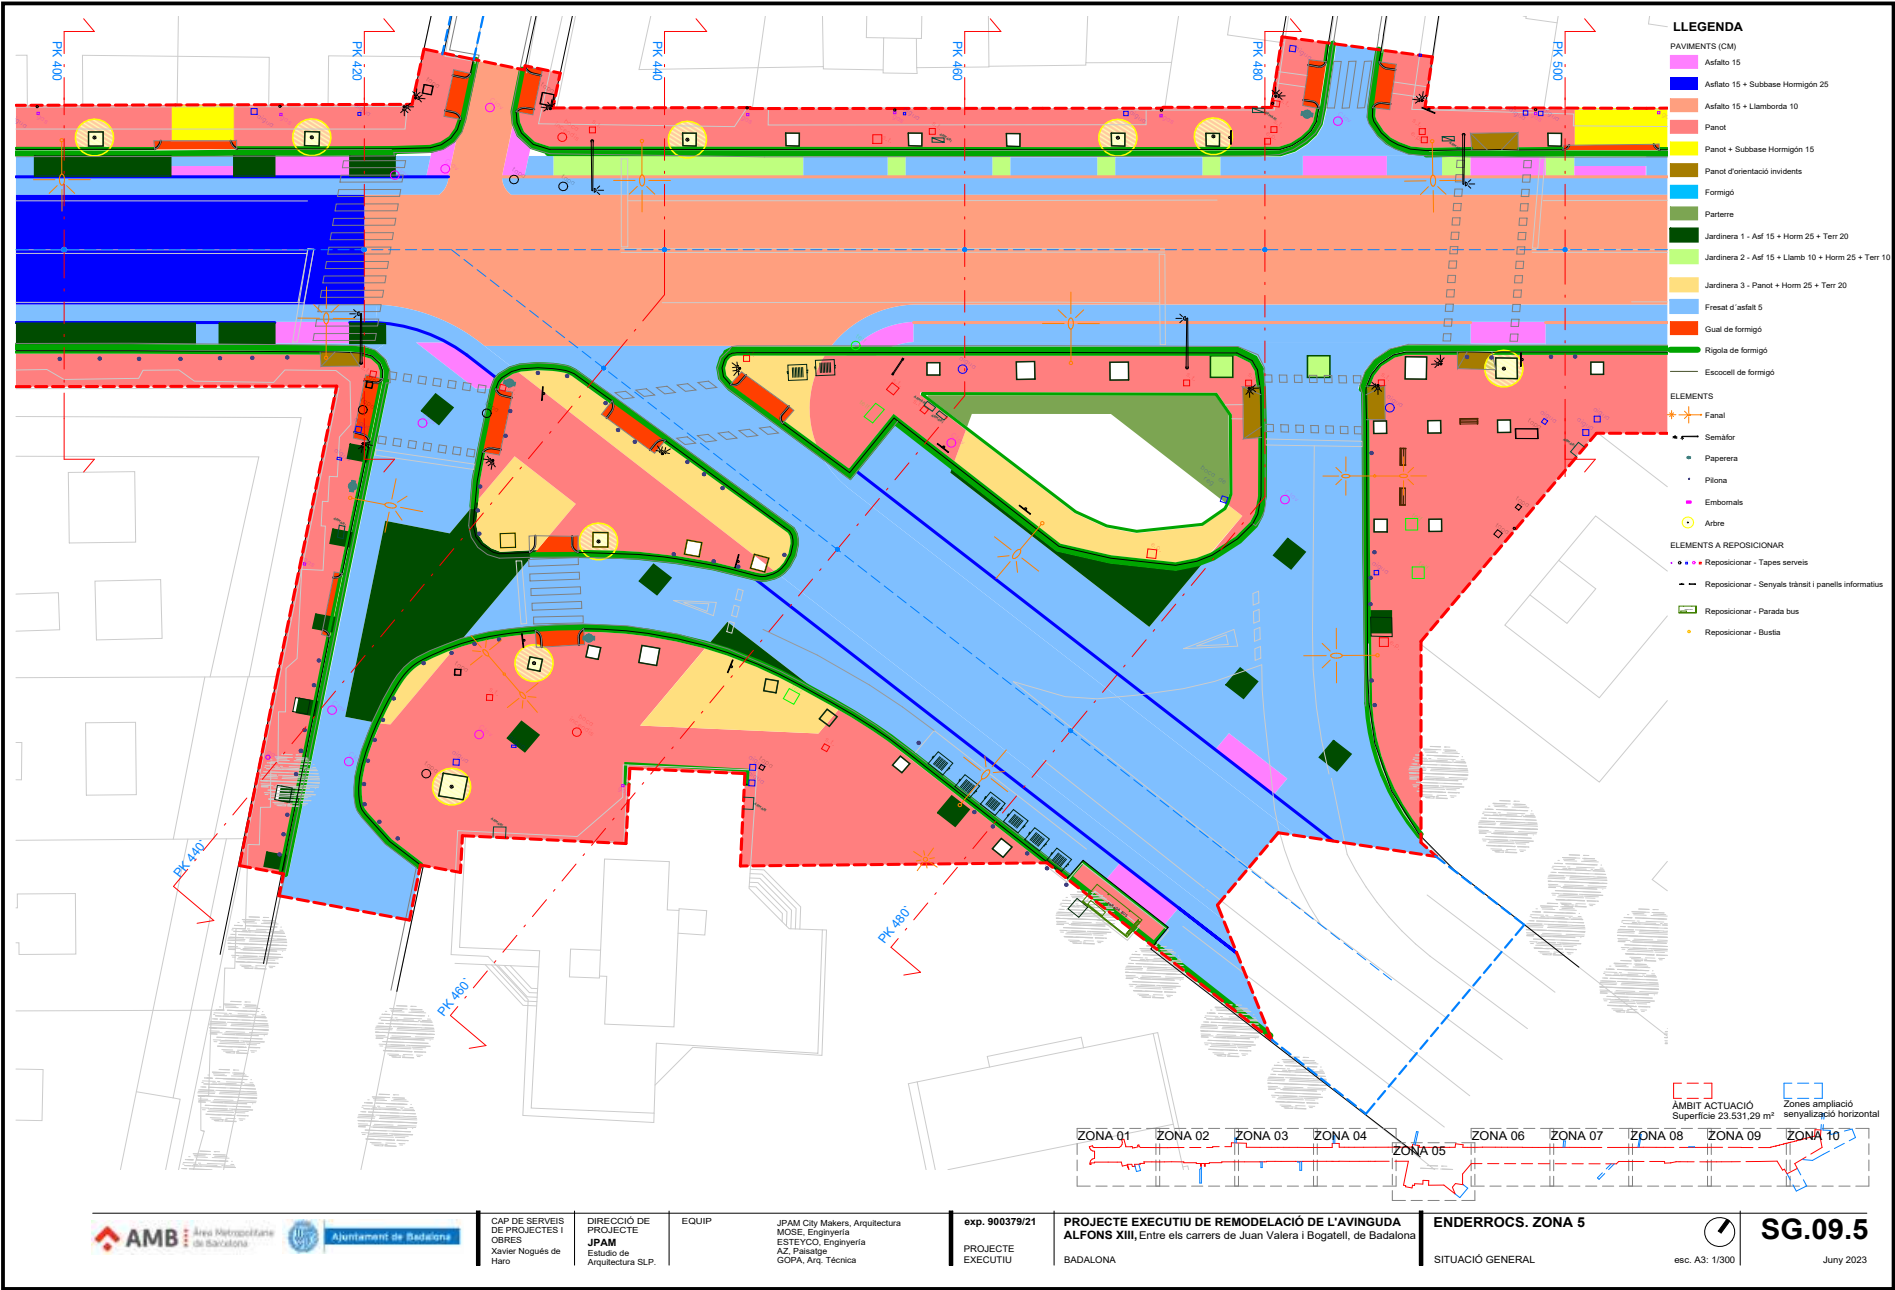 PK 400
PK 420
PK 440
PK 460
PK 480
PK 500
PK 440'
PK 460'
PK 480'
LLEGENDA
PAVIMENTS (CM)
Asfalto 15
Asflato 15 + Subbase Hormigón 25
Asfalto 15 + Llamborda 10
Panot
Panot + Subbase Hormigón 15
Panot d'orientació invidents
Formigó
Parterre
Jardinera 1 - Asf 15 + Horm 25 + Terr 20
Jardinera 2 - Asf 15 + Llamb 10 + Horm 25 + Terr 10
Jardinera 3 - Panot + Horm 25 + Terr 20
Fresat d´asfalt 5
Gual de formigó
Rigola de formigó
Escocell de formigó
ELEMENTS
Fanal
Semàfor
Paperera
Pilona
Embornals
Arbre
ELEMENTS A REPOSICIONAR
Reposicionar - Tapes serveis
Reposicionar - Senyals trànsit i panells informatius
Reposicionar - Parada bus
Reposicionar - Bustia
ÀMBIT ACTUACIÓ
Superfície 23.531,29 m²
Zones ampliació
senyalizació horizontal
ZONA 01
ZONA 02
ZONA 03
ZONA 04
ZONA 05
ZONA 06
ZONA 07
ZONA 08
ZONA 09
ZONA 10
AMB
Àrea Metropolitana
de Barcelona
Ajuntament de Badalona
CAP DE SERVEIS
DE PROJECTES I
OBRES
Xavier Nogués de
Haro
DIRECCIÓ DE
PROJECTE
JPAM
Estudio de
Arquitectura SLP.
EQUIP
JPAM City Makers, Arquitectura
MOSE, Enginyeria
ESTEYCO, Enginyeria
AZ, Paisatge
GOPA, Arq. Técnica
exp. 900379/21
PROJECTE
EXECUTIU
PROJECTE EXECUTIU DE REMODELACIÓ DE L'AVINGUDA
ALFONS XIII, Entre els carrers de Juan Valera i Bogatell, de Badalona
BADALONA
ENDERROCS. ZONA 5
SITUACIÓ GENERAL
esc. A3: 1/300
SG.09.5
Juny 2023